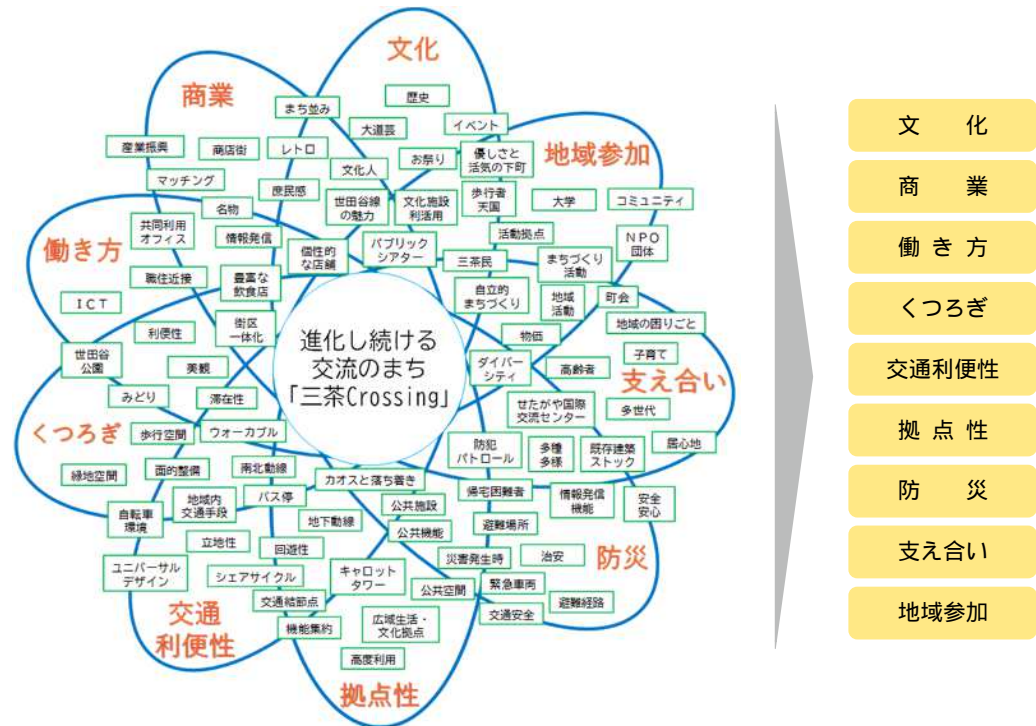 文化
商業
まち並み
歴史
大道芸
イベント
地域参加
産業振興
商店街
レトロ
文化人
お祭り
優しさと
活気の下町
マッチング
庶民感
世田谷線
の魅力
文化施設
利活用
歩行者
天国
大学
コミュニティ
働き方
共同利用
オフィス
名物
情報発信
個性的
な店舗
パブリック
シアター
活動拠点
三茶民
まちづくり
活動
NPO
団体
職住近接
豊富な
飲食店
自立的
まちづくり
地域
活動
町会
ICT
利便性
街区
一体化
物価
地域の困りごと
世田谷
公園
美観
進化し続ける
交流のまち
「三茶Crossing」
ダイバー
シティ
高齢者
子育て
支え合い
みどり
滞在性
せたがや国際
交流センター
多世代
くつろぎ
歩行空間
ウォーカブル
防犯
パトロール
多種
多様
既存建築
ストック
居心地
緑地空間
面的整備
南北動線
カオスと落ち着き
帰宅困難者
情報発信
機能
安全
安心
自転車
環境
地域内
交通手段
バス停
地下動線
公共施設
公共機能
避難場所
立地性
回遊性
災害発生時
治安
防災
ユニバーサル
デザイン
シェアサイクル
キャロット
タワー
公共空間
緊急車両
避難経路
交通
利便性
交通結節点
機能集約
広域生活・
文化拠点
交通安全
高度利用
拠点性
文化
商業
働き方
くつろぎ
交通利便性
拠点性
防災
支え合い
地域参加